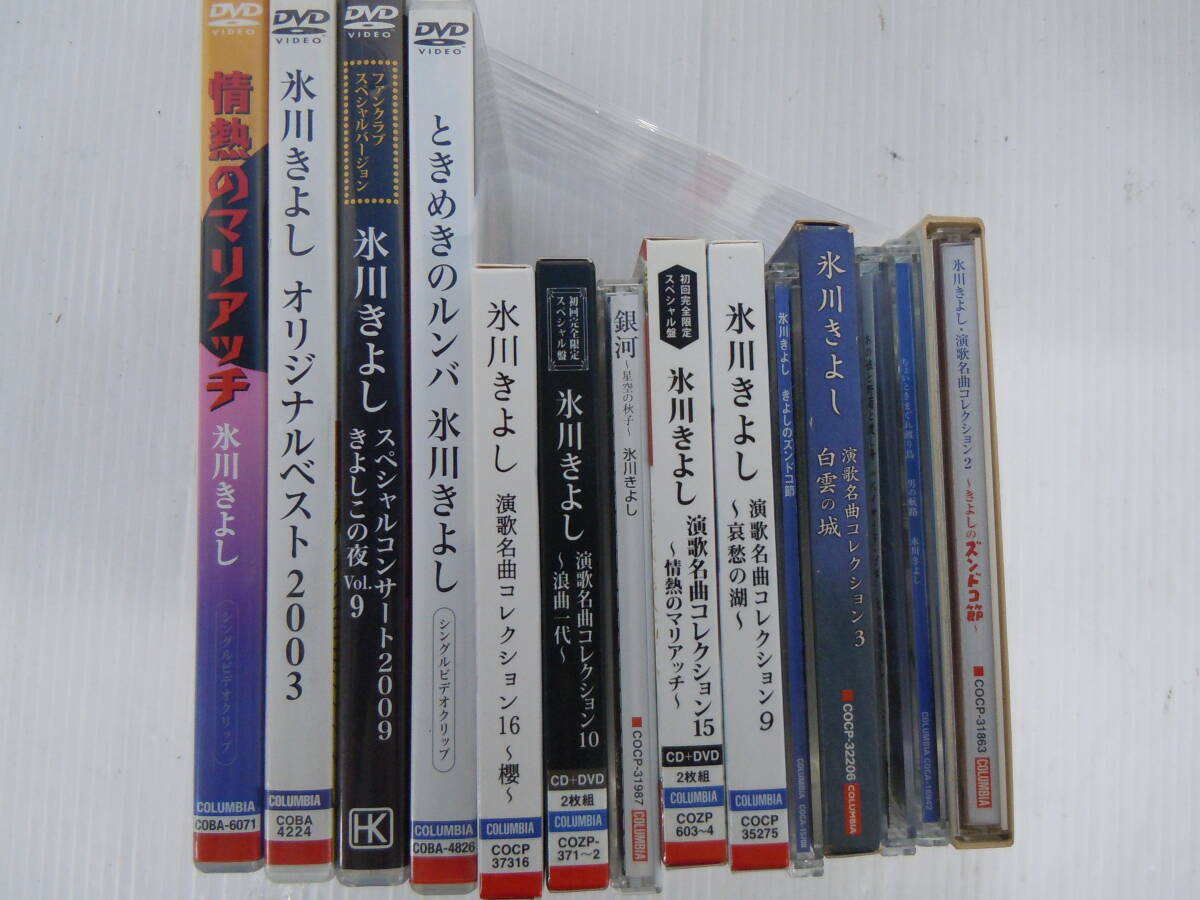 DVD
VIDEO
情熱のマリアッチ
氷川きよし
シングルビデオクリップ
COLUMBIA
COBA-6071
DVD
VIDEO
氷川きよし オリジナルベスト2003
COLUMBIA
COBA
4224
DVD
VIDEO
ファンクラブ
スペシャルバージョン
氷川きよし
スペシャルコンサート2009
きよしこの夜 Vol.9
HK
DVD
VIDEO
ときめきのルンバ 氷川きよし
シングルビデオクリップ
COLUMBIA
COBA-4826
氷川きよし 演歌名曲コレクション16 〜櫻〜
COLUMBIA
COCP
37316
初回完全限定
スペシャル盤
氷川きよし
演歌名曲コレクション10
〜浪曲一代〜
CD+DVD
2枚組
COLUMBIA
COZP-
371〜2
銀河〜星空の秋子〜 氷川きよし
COCP-31987
COLUMBIA
初回完全限定
スペシャル盤
氷川きよし
演歌名曲コレクション15
〜情熱のマリアッチ〜
CD+DVD
2枚組
COLUMBIA
COZP
603〜4
氷川きよし
演歌名曲コレクション9
〜哀愁の湖〜
COLUMBIA
COCP
35275
氷川きよし きよしのズンドコ節
COLUMBIA
氷川きよし
演歌名曲コレクション3
白雲の城
COCP-32206
COLUMBIA
ちょいときまぐれ渡り鳥 男の航路 氷川きよし
COLUMBIA
氷川きよし・演歌名曲コレクション2 〜きよしのズンドコ節〜
COCP-31863
COLUMBIA